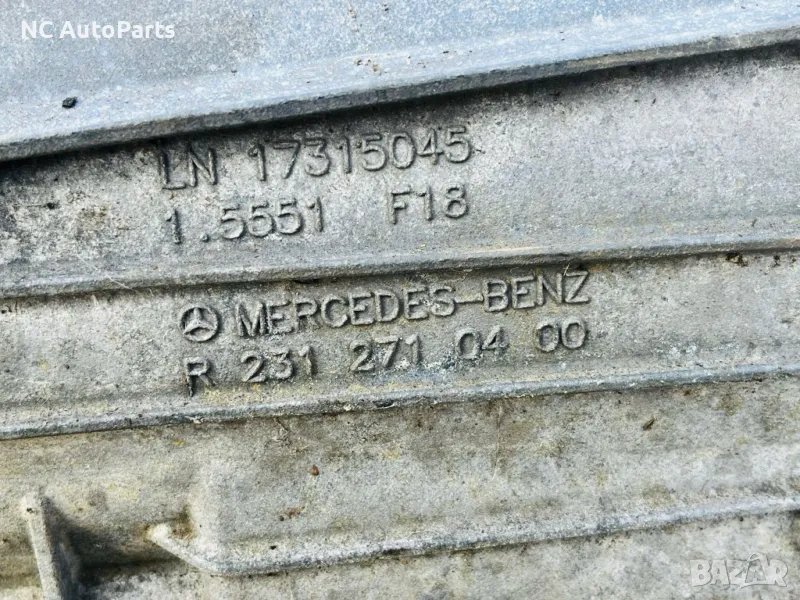 NC AutoParts
LN 17315045
1.5551 F18
MERCEDES-BENZ
R 231 271 04 00
BAZAR